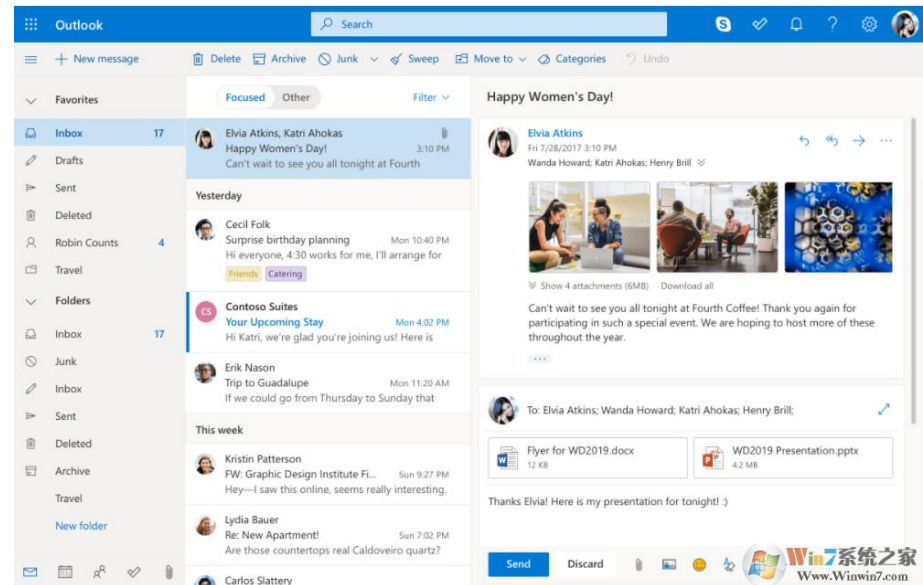 Outlook
Search
New message
Delete
Archive
Junk
Sweep
Move to
Categories
Undo
Favorites
Inbox 17
Drafts
Sent
Deleted
Robin Counts 4
Travel
Folders
Inbox 17
Junk
Inbox
Sent
Deleted
Archive
Travel
New folder
Focused
Other
Filter
Elvia Atkins, Katri Ahokas
Happy Women's Day! 3:10 PM
Can't wait to see you all tonight at Fourth
Yesterday
Cecil Folk
Surprise birthday planning Mon 10:40 PM
Hi everyone, 4:30 works for me, I'll arrange for
Friends Catering
CS
Contoso Suites
Your Upcoming Stay Mon 4:02 PM
Hi Katri, we're glad you're joining us! Here is
Erik Nason
Trip to Guadalupe Mon 11:20 AM
If we could go from Thursday to Sunday that
This week
Kristin Patterson
FW: Graphic Design Institute Fi... Sun 9:27 PM
Hey—I saw this online, seems really interesting.
Lydia Bauer
Re: New Apartment! Sun 7:02 PM
Are those countertops real Caldoveiro quartz?
Carlos Slattery
Happy Women's Day!
Elvia Atkins
Fri 7/28/2017 3:10 PM
Wanda Howard; Katri Ahokas; Henry Brill
Show 4 attachments (6MB) Download all
Can't wait to see you all tonight at Fourth Coffee! Thank you again for
participating in such a special event. We are hoping to host more of these
throughout the year.
To: Elvia Atkins; Wanda Howard; Katri Ahokas; Henry Brill;
Flyer for WD2019.docx
12 KB
WD2019 Presentation.pptx
4.2 MB
Thanks Elvia! Here is my presentation for tonight! :)
Send
Discard
Win7系统之家
Www.Winwin7.com